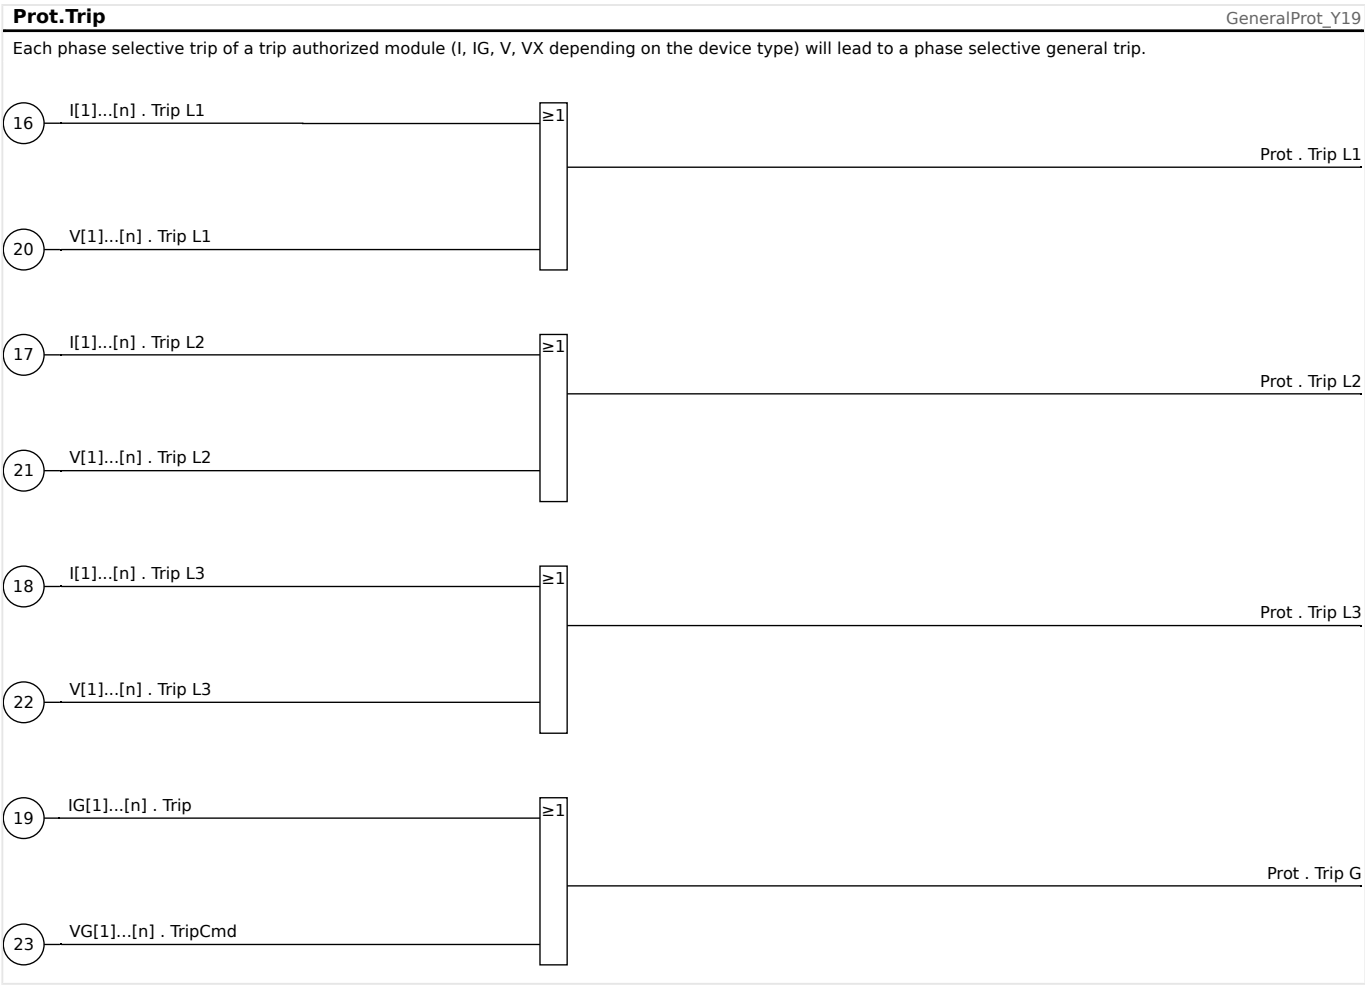 Prot.Trip
GeneralProt_Y19
Each phase selective trip of a trip authorized module (I, IG, V, VX depending on the device type) will lead to a phase selective general trip.
16
I[1]...[n] . Trip L1
≥1
Prot . Trip L1
20
V[1]...[n] . Trip L1
17
I[1]...[n] . Trip L2
≥1
Prot . Trip L2
21
V[1]...[n] . Trip L2
18
I[1]...[n] . Trip L3
≥1
Prot . Trip L3
22
V[1]...[n] . Trip L3
19
IG[1]...[n] . Trip
≥1
Prot . Trip G
23
VG[1]...[n] . TripCmd